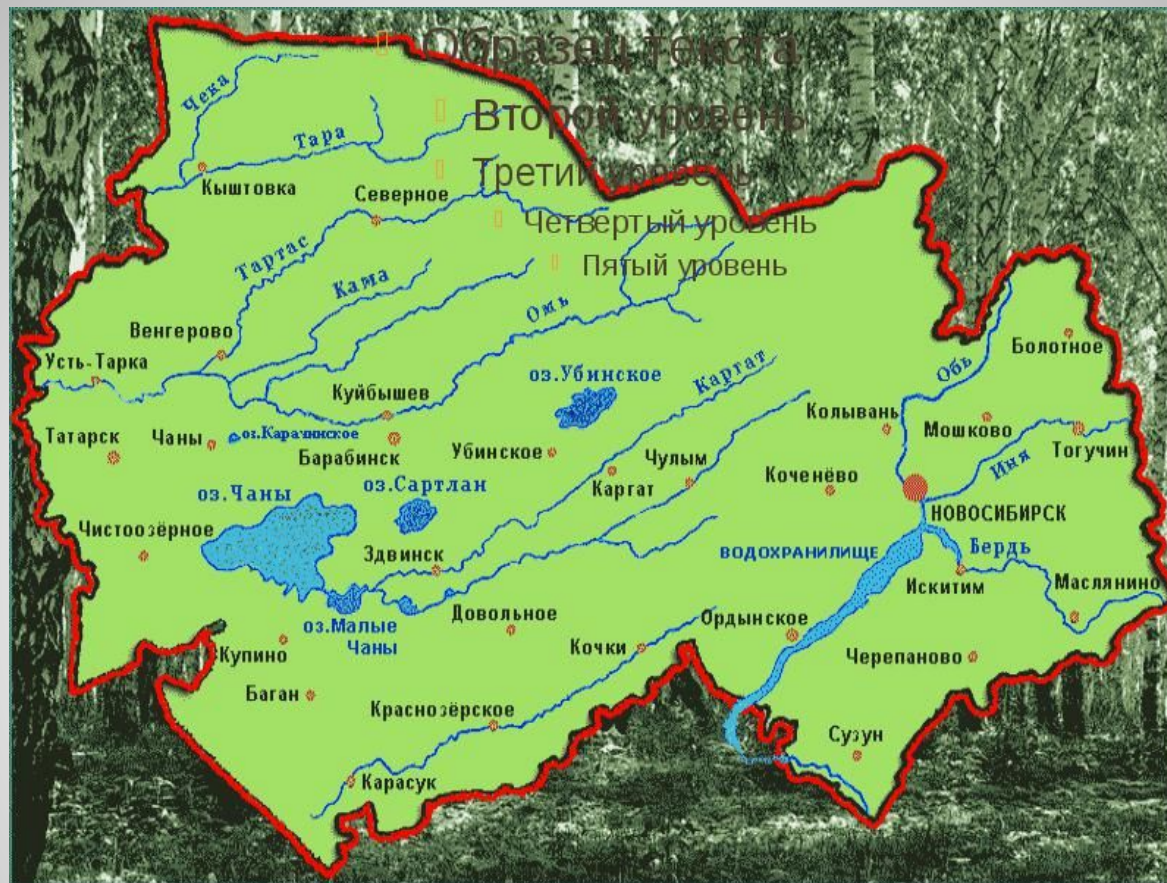 Образец текста
Второй уровень
Третий уровень
Четвертый уровень
Пятый уровень
Чека
Тара
Кыштовка
Северное
Тартас
Кама
Омь
Венгерово
Усть-Тарка
Куйбышев
оз.Убинское
Каргат
Обь
Болотное
Колывань
Мошково
Татарск
Чаны
оз.Карачинское
Барабинск
Убинское
Чулым
Каргат
Коченёво
Иня
Тогучин
оз.Чаны
оз.Сартлан
Чистоозёрное
Здвинск
НОВОСИБИРСК
ВОДОХРАНИЛИЩЕ
Бердь
Искитим
Маслянино
оз.Малые
Чаны
Довольное
Ордынское
Купино
Кочки
Черепаново
Баган
Краснозёрское
Сузун
Карасук